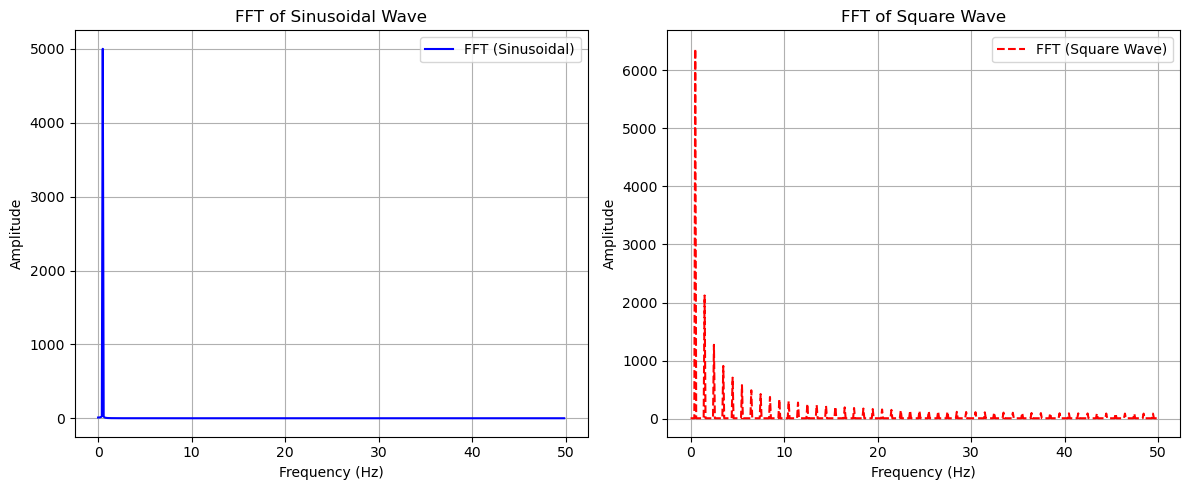 FFT of Sinusoidal Wave
FFT (Sinusoidal)
5000
4000
3000
2000
1000
0
Amplitude
0 10 20 30 40 50
Frequency (Hz)
FFT of Square Wave
FFT (Square Wave)
6000
5000
4000
3000
2000
1000
0
Amplitude
0 10 20 30 40 50
Frequency (Hz)